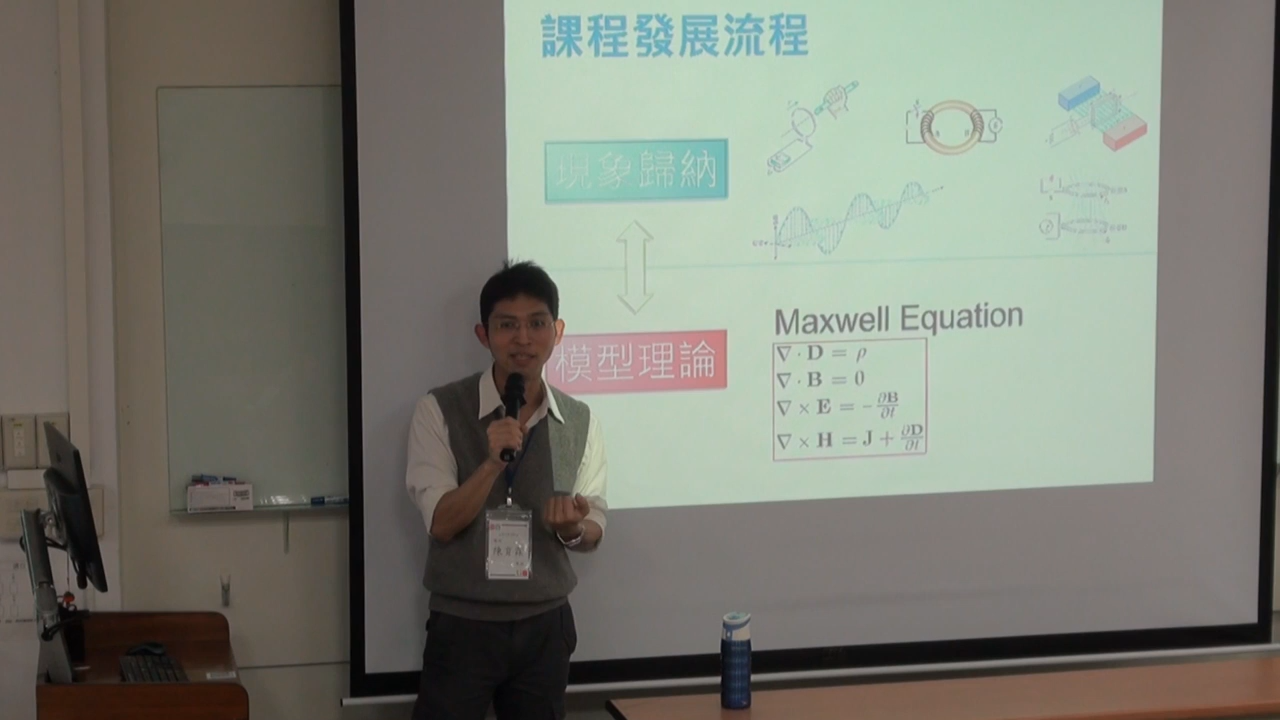 課程發展流程
現象歸納
模型理論
Maxwell Equation
∇ · D = ρ
∇ · B = 0
∇ × E = -∂B/∂t
∇ × H = J + ∂D/∂t